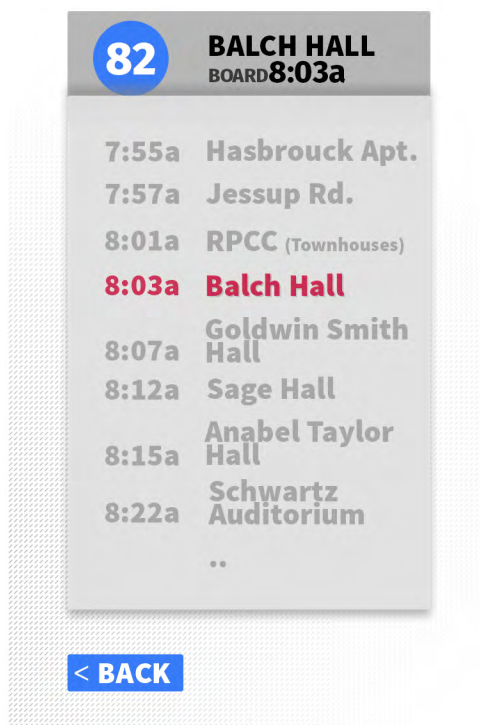 82 BALCH HALL
BOARD8:03a
7:55a Hasbrouck Apt.
7:57a Jessup Rd.
8:01a RPCC (Townhouses)
8:03a Balch Hall
Goldwin Smith
8:07a Hall
8:12a Sage Hall
Anabel Taylor
8:15a Hall
Schwartz
8:22a Auditorium
..
< BACK